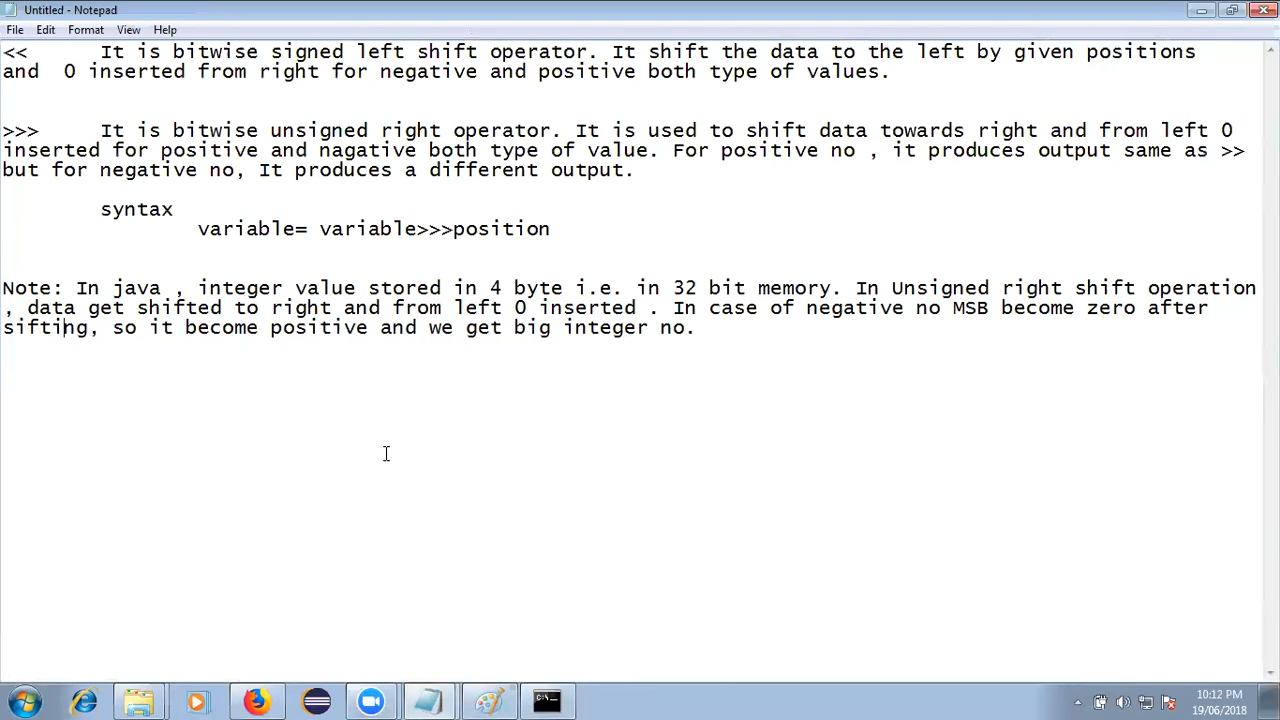 Untitled - Notepad
File Edit Format View Help
<< It is bitwise signed left shift operator. It shift the data to the left by given positions
and 0 inserted from right for negative and positive both type of values.
>>> It is bitwise unsigned right operator. It is used to shift data towards right and from left 0
inserted for positive and nagative both type of value. For positive no , it produces output same as >>
but for negative no, It produces a different output.
syntax
variable= variable>>>position
Note: In java , integer value stored in 4 byte i.e. in 32 bit memory. In Unsigned right shift operation
, data get shifted to right and from left 0 inserted . In case of negative no MSB become zero after
sifting, so it become positive and we get big integer no.
C:\
10:12 PM
19/06/2018